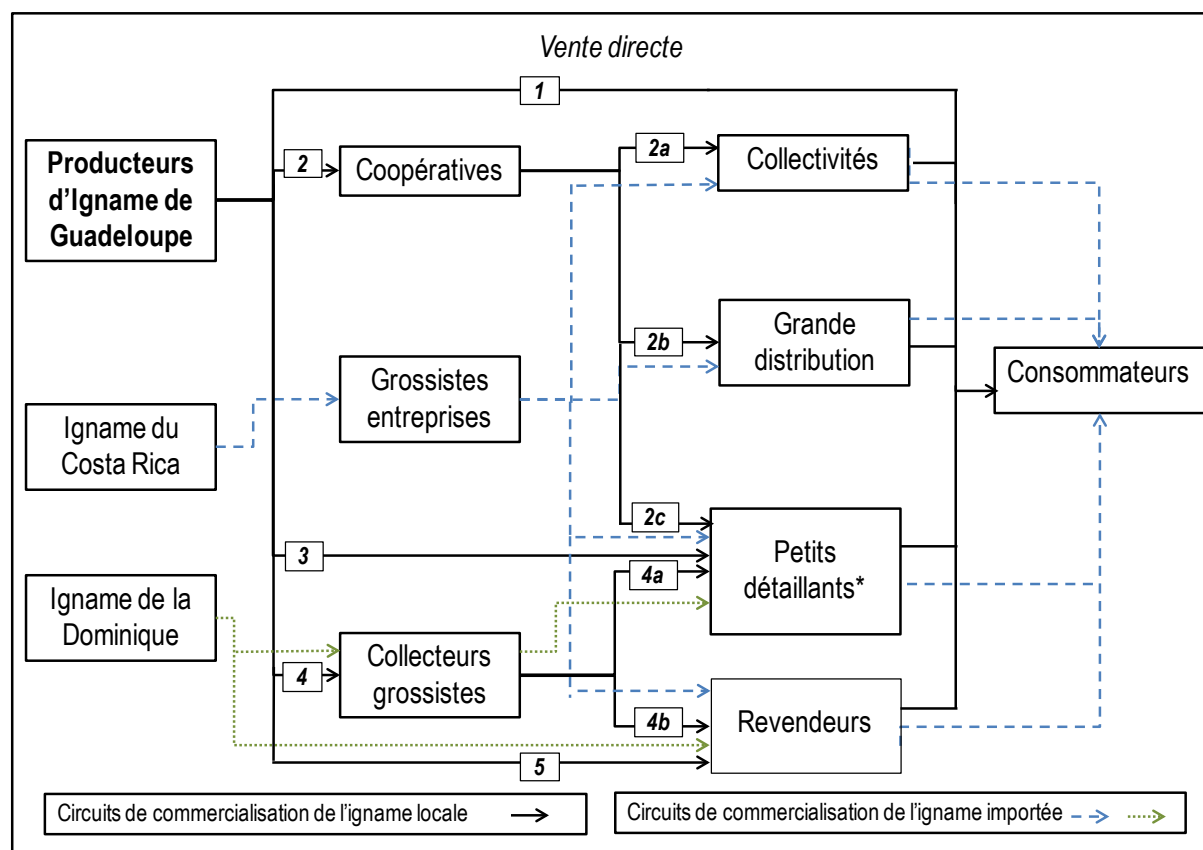 Vente directe
1
Producteurs
d'Igname de
Guadeloupe
2
Coopératives
2a
Collectivités
2b
Grande
distribution
Grossistes
entreprises
Consommateurs
Igname du
Costa Rica
2c
3
Petits
détaillants*
4a
Igname de la
Dominique
4
Collecteurs
grossistes
4b
Revendeurs
5
Circuits de commercialisation de l'igname locale
Circuits de commercialisation de l'igname importée